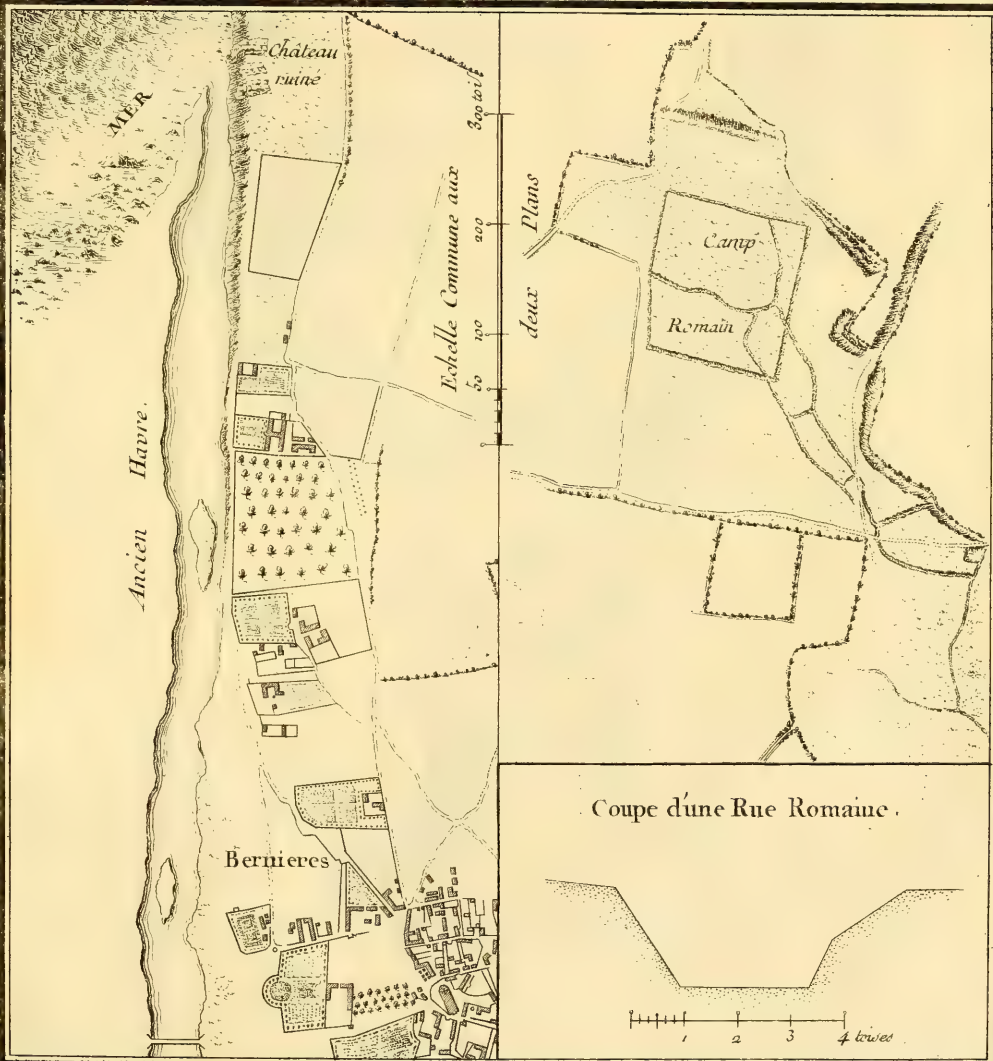 Château
ruiné
MER
Ancien Havre.
Bernieres
Echelle Commune aux
deux Plans
50 100 200 300 toi
Camp
Romain
Coupe d'une Rue Romaine.
1 2 3 4 toises